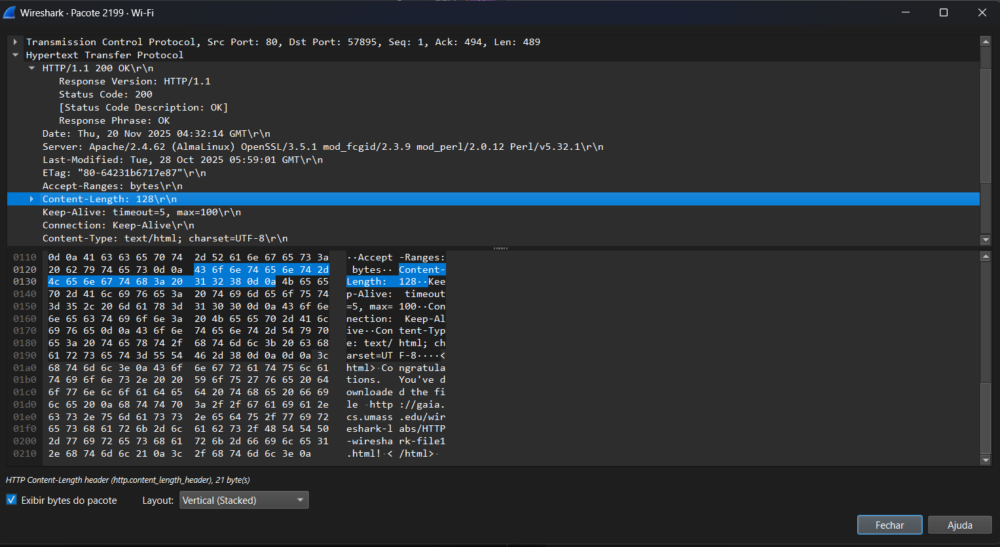 Wireshark · Pacote 2199 · Wi-Fi
Transmission Control Protocol, Src Port: 80, Dst Port: 57895, Seq: 1, Ack: 494, Len: 489
Hypertext Transfer Protocol
HTTP/1.1 200 OK\r\n
Response Version: HTTP/1.1
Status Code: 200
[Status Code Description: OK]
Response Phrase: OK
Date: Thu, 20 Nov 2025 04:32:14 GMT\r\n
Server: Apache/2.4.62 (AlmaLinux) OpenSSL/3.5.1 mod_fcgid/2.3.9 mod_perl/2.0.12 Perl/v5.32.1\r\n
Last-Modified: Tue, 28 Oct 2025 05:59:01 GMT\r\n
ETag: "80-64231b6717e87"\r\n
Accept-Ranges: bytes\r\n
Content-Length: 128\r\n
Keep-Alive: timeout=5, max=100\r\n
Connection: Keep-Alive\r\n
Content-Type: text/html; charset=UTF-8\r\n
0110 0d 0a 41 63 63 65 70 74 2d 52 61 6e 67 65 73 3a ··Accept -Ranges:
0120 20 62 79 74 65 73 0d 0a 43 6f 6e 74 65 6e 74 2d bytes·· Content-
0130 4c 65 6e 67 74 68 3a 20 31 32 38 0d 0a 4b 65 65 Length: 128··Kee
0140 70 2d 41 6c 69 76 65 3a 20 74 69 6d 65 6f 75 74 p-Alive: timeout
0150 3d 35 2c 20 6d 61 78 3d 31 30 30 0d 0a 43 6f 6e =5, max= 100··Con
0160 6e 65 63 74 69 6f 6e 3a 20 4b 65 65 70 2d 41 6c nection: Keep-Al
0170 69 76 65 0d 0a 43 6f 6e 74 65 6e 74 2d 54 79 70 ive··Con tent-Typ
0180 65 3a 20 74 65 78 74 2f 68 74 6d 6c 3b 20 63 68 e: text/ html; ch
0190 61 72 73 65 74 3d 55 54 46 2d 38 0d 0a 0d 0a 3c arset=UT F-8····<
01a0 68 74 6d 6c 3e 0a 43 6f 6e 67 72 61 74 75 6c 61 html>·Co ngratula
01b0 74 69 6f 6e 73 2e 20 20 59 6f 75 27 76 65 20 64 tions. You've d
01c0 6f 77 6e 6c 6f 61 64 65 64 20 74 68 65 20 66 69 ownloade d the fi
01d0 6c 65 20 0a 68 74 74 70 3a 2f 2f 67 61 69 61 2e le ·http ://gaia.
01e0 63 73 2e 75 6d 61 73 73 2e 65 64 75 2f 77 69 72 cs.umass .edu/wir
01f0 65 73 68 61 72 6b 2d 6c 61 62 73 2f 48 54 54 50 eshark-l abs/HTTP
0200 2d 77 69 72 65 73 68 61 72 6b 2d 66 69 6c 65 31 -wiresha rk-file1
0210 2e 68 74 6d 6c 21 0a 3c 2f 68 74 6d 6c 3e 0a .html!·< /html>·
HTTP Content-Length header (http.content_length_header), 21 byte(s)
Exibir bytes do pacote Layout: Vertical (Stacked)
Fechar Ajuda